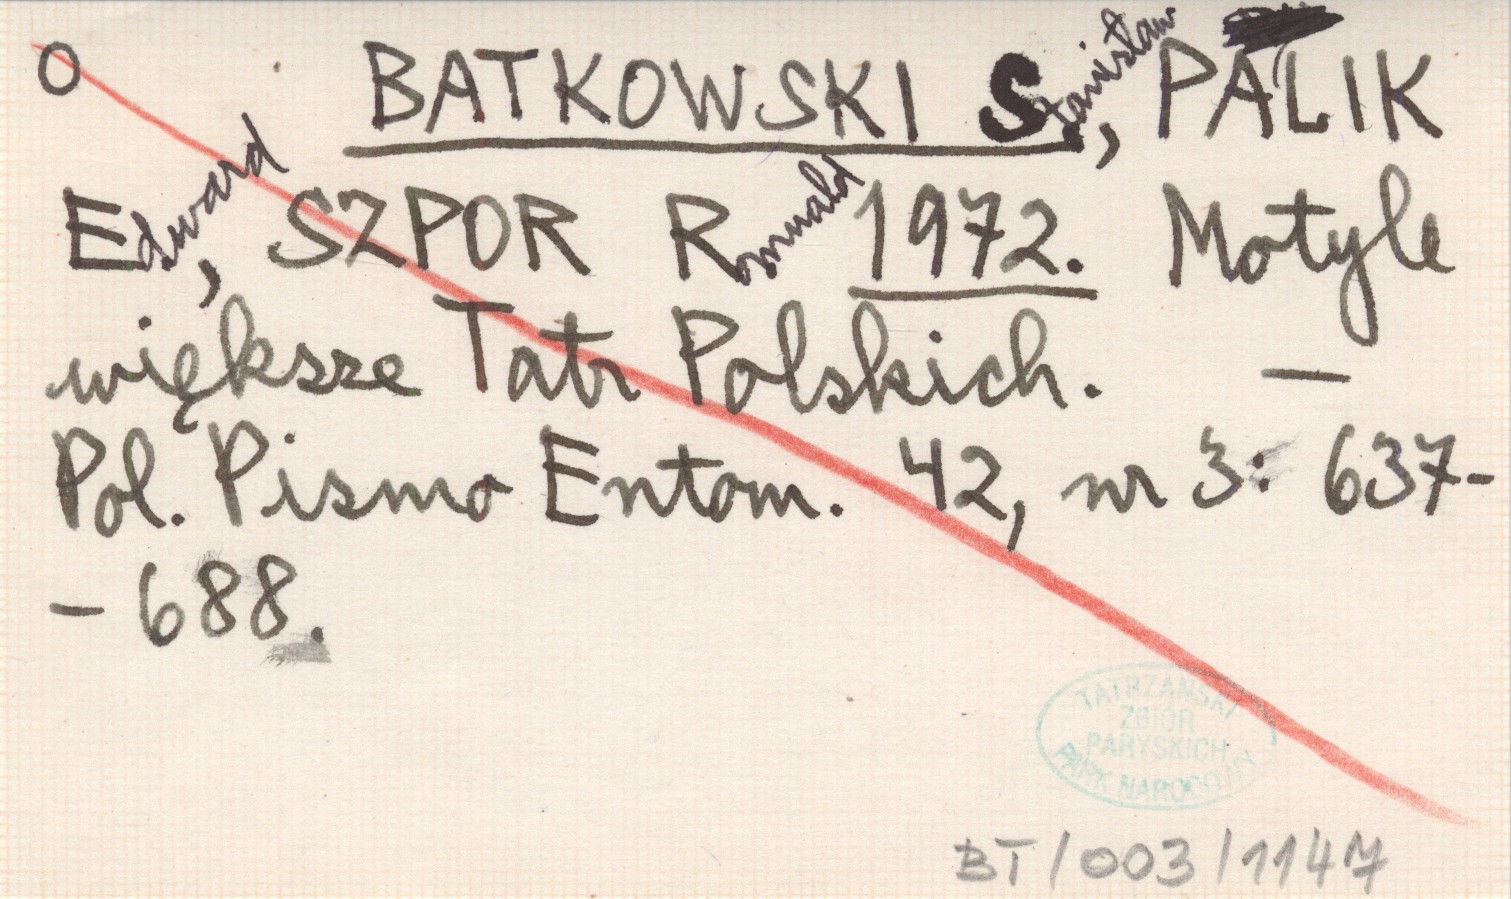 O BATKOWSKI Stanisław, PALIK
Edward, SZPOR Romuald 1972. Motyle
większe Tatr Polskich. —
Pol. Pismo Entom. 42, nr 3: 637-
- 688.
TATRZAŃSKI
ZBIÓR
PARYSKICH
PARK NARODOWY
BT/003/1147